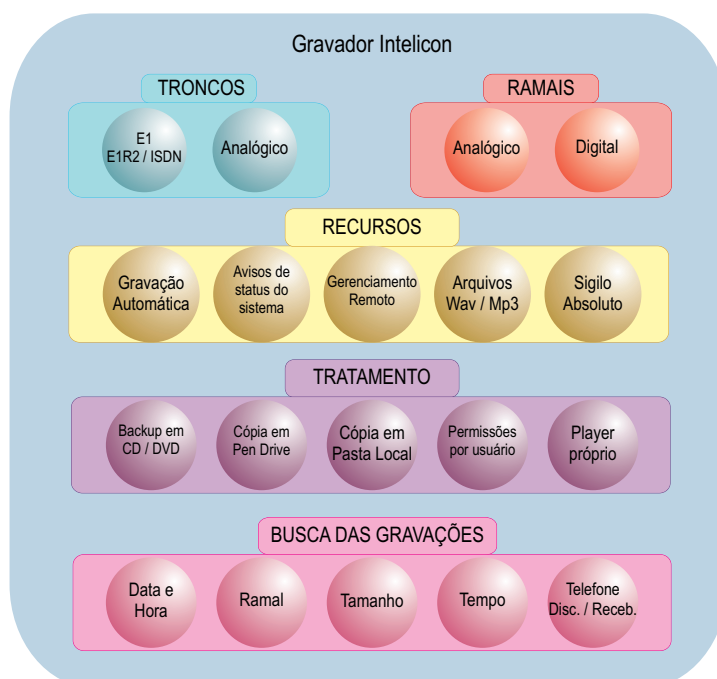 Gravador Intelicon
TRONCOS
E1
E1R2 / ISDN
Analógico
RAMAIS
Analógico
Digital
RECURSOS
Gravação
Automática
Avisos de
status do
sistema
Gerenciamento
Remoto
Arquivos
Wav / Mp3
Sigilo
Absoluto
TRATAMENTO
Backup em
CD / DVD
Cópia em
Pen Drive
Cópia em
Pasta Local
Permissões
por usuário
Player
próprio
BUSCA DAS GRAVAÇÕES
Data e
Hora
Ramal
Tamanho
Tempo
Telefone
Disc. / Receb.